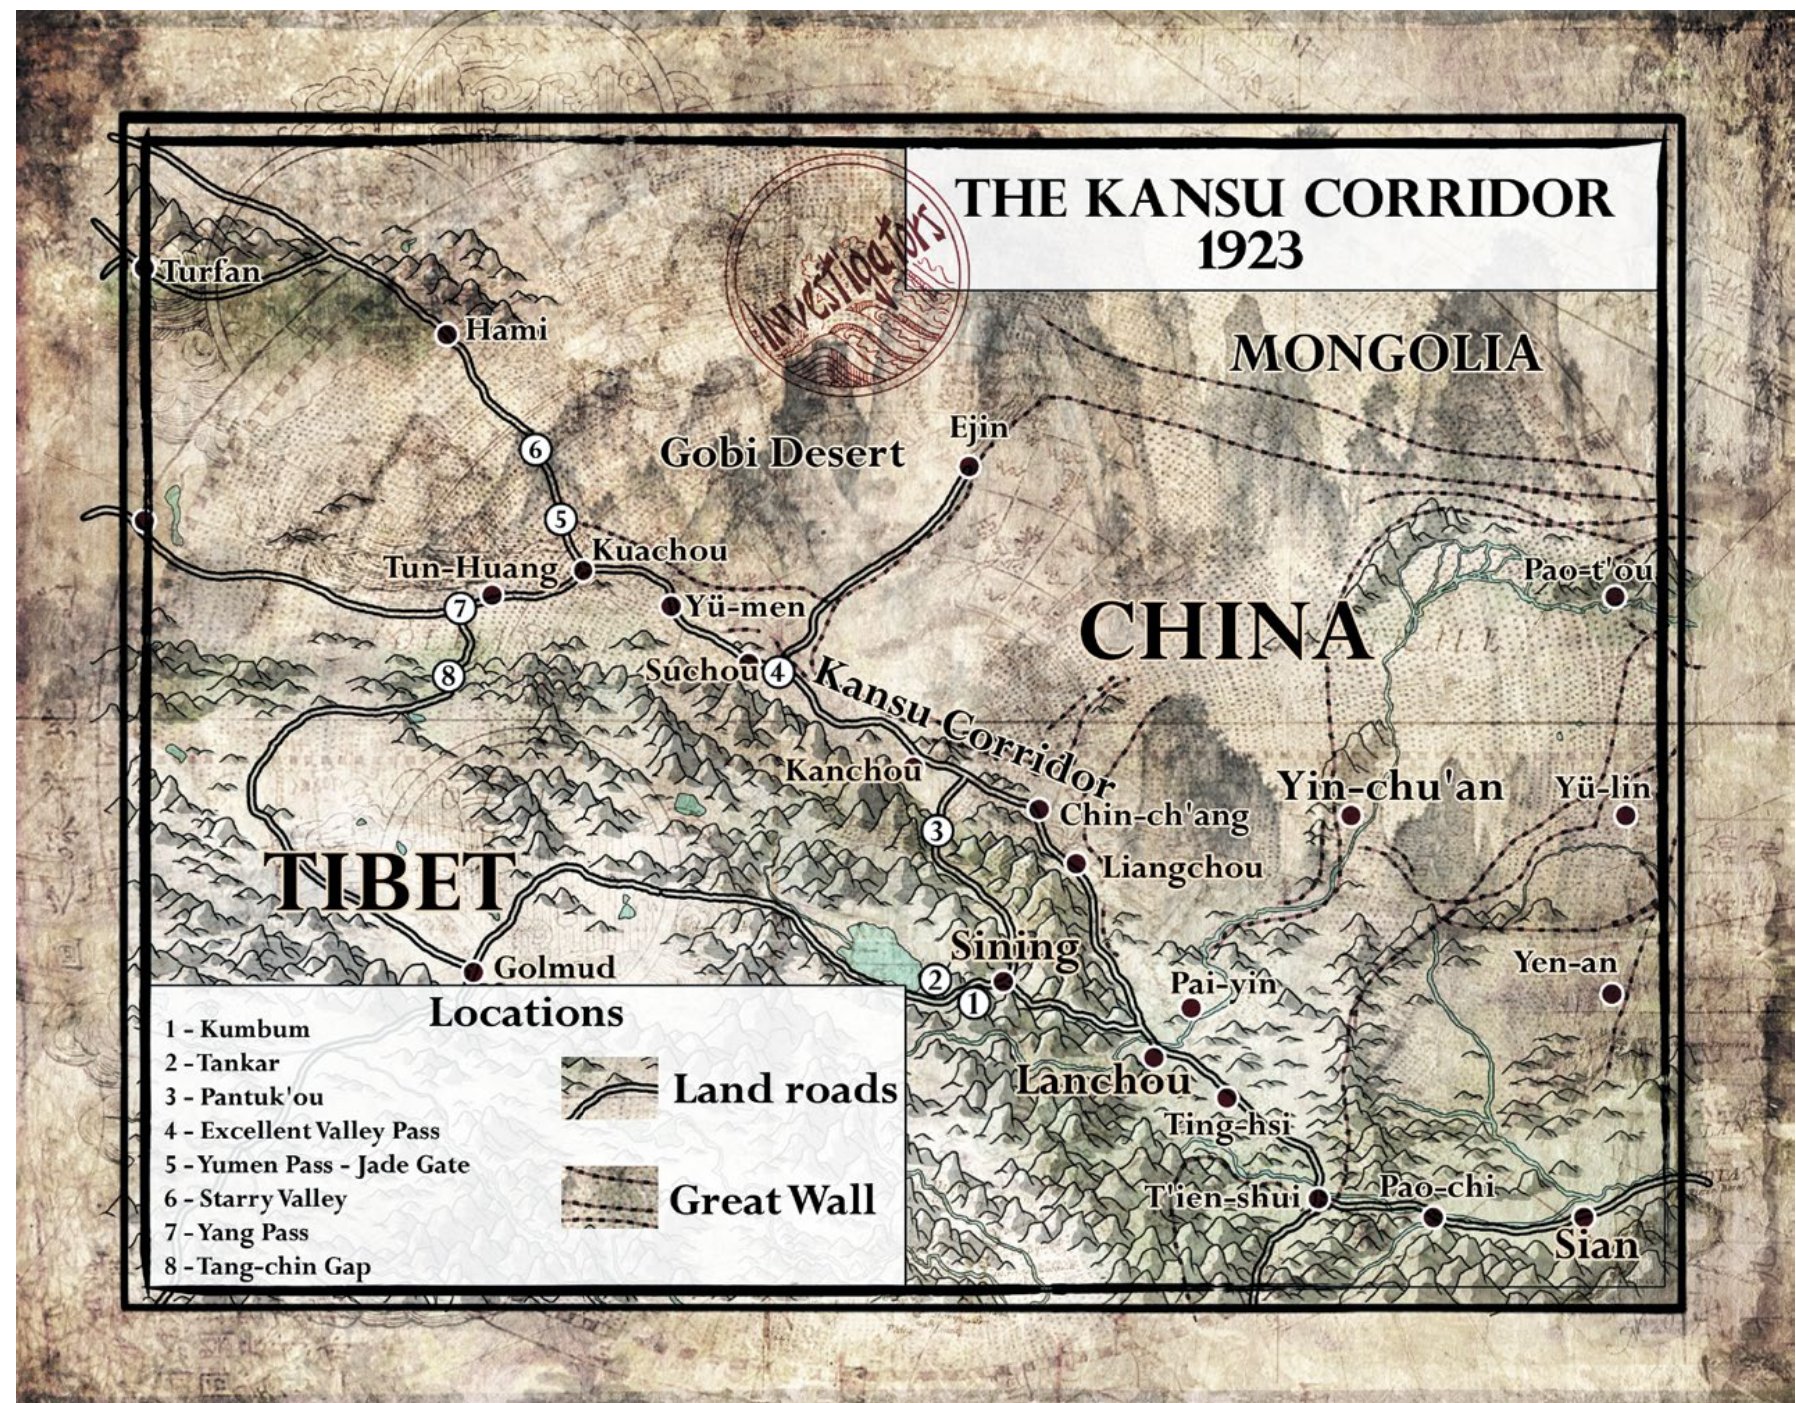 THE KANSU CORRIDOR
1923
Investigators
MONGOLIA
Turfan
Hami
Ejin
Gobi Desert
Kuachou
Tun-Huang
Pao-t'ou
Yü-men
CHINA
Suchou
Kansu Corridor
Kanchou
Yin-chu'an
Yü-lin
Chin-ch'ang
Liangchou
TIBET
Sining
Golmud
Pai-yin
Yen-an
Lanchou
Ting-hsi
T'ien-shui
Pao-chi
Sian
6
5
7
8
4
3
2
1
Locations
1 - Kumbum
2 - Tankar
3 - Pantuk'ou
4 - Excellent Valley Pass
5 - Yumen Pass - Jade Gate
6 - Starry Valley
7 - Yang Pass
8 - Tang-chin Gap
Land roads
Great Wall